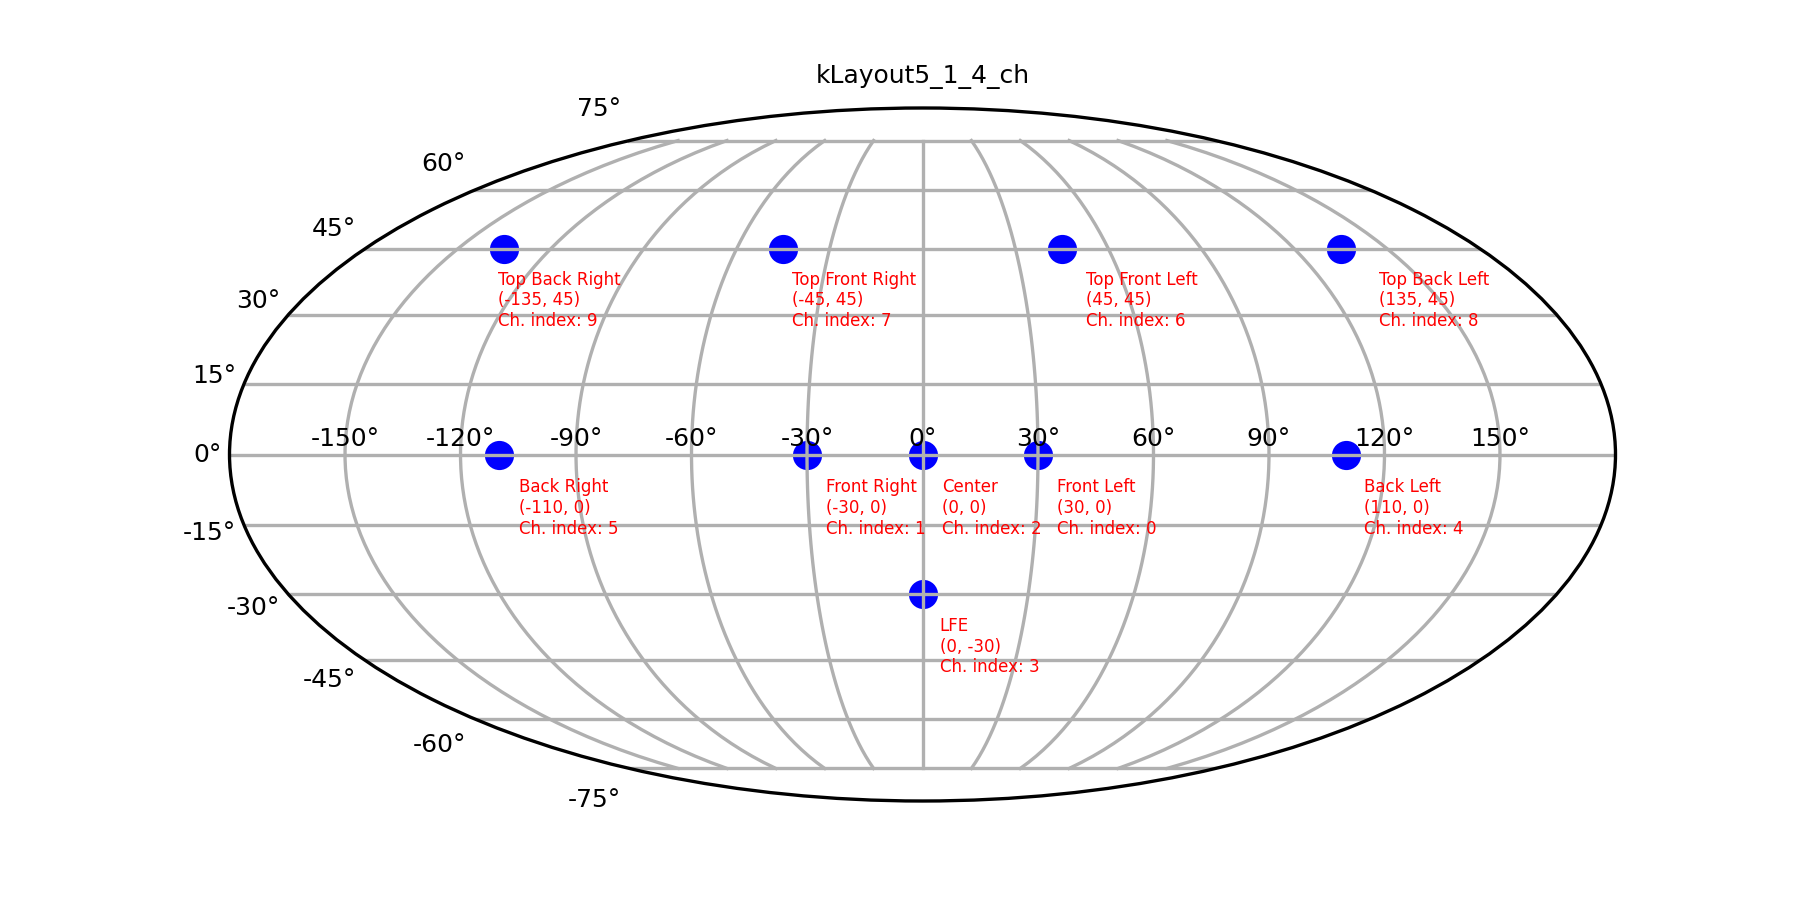 kLayout5_1_4_ch
75°
60°
45°
30°
15°
0°
-15°
-30°
-45°
-60°
-75°
-150°
-120°
-90°
-60°
-30°
0°
30°
60°
90°
120°
150°
Top Back Right
(-135, 45)
Ch. index: 9
Top Front Right
(-45, 45)
Ch. index: 7
Top Front Left
(45, 45)
Ch. index: 6
Top Back Left
(135, 45)
Ch. index: 8
Back Right
(-110, 0)
Ch. index: 5
Front Right
(-30, 0)
Ch. index: 1
Center
(0, 0)
Ch. index: 2
Front Left
(30, 0)
Ch. index: 0
Back Left
(110, 0)
Ch. index: 4
LFE
(0, -30)
Ch. index: 3